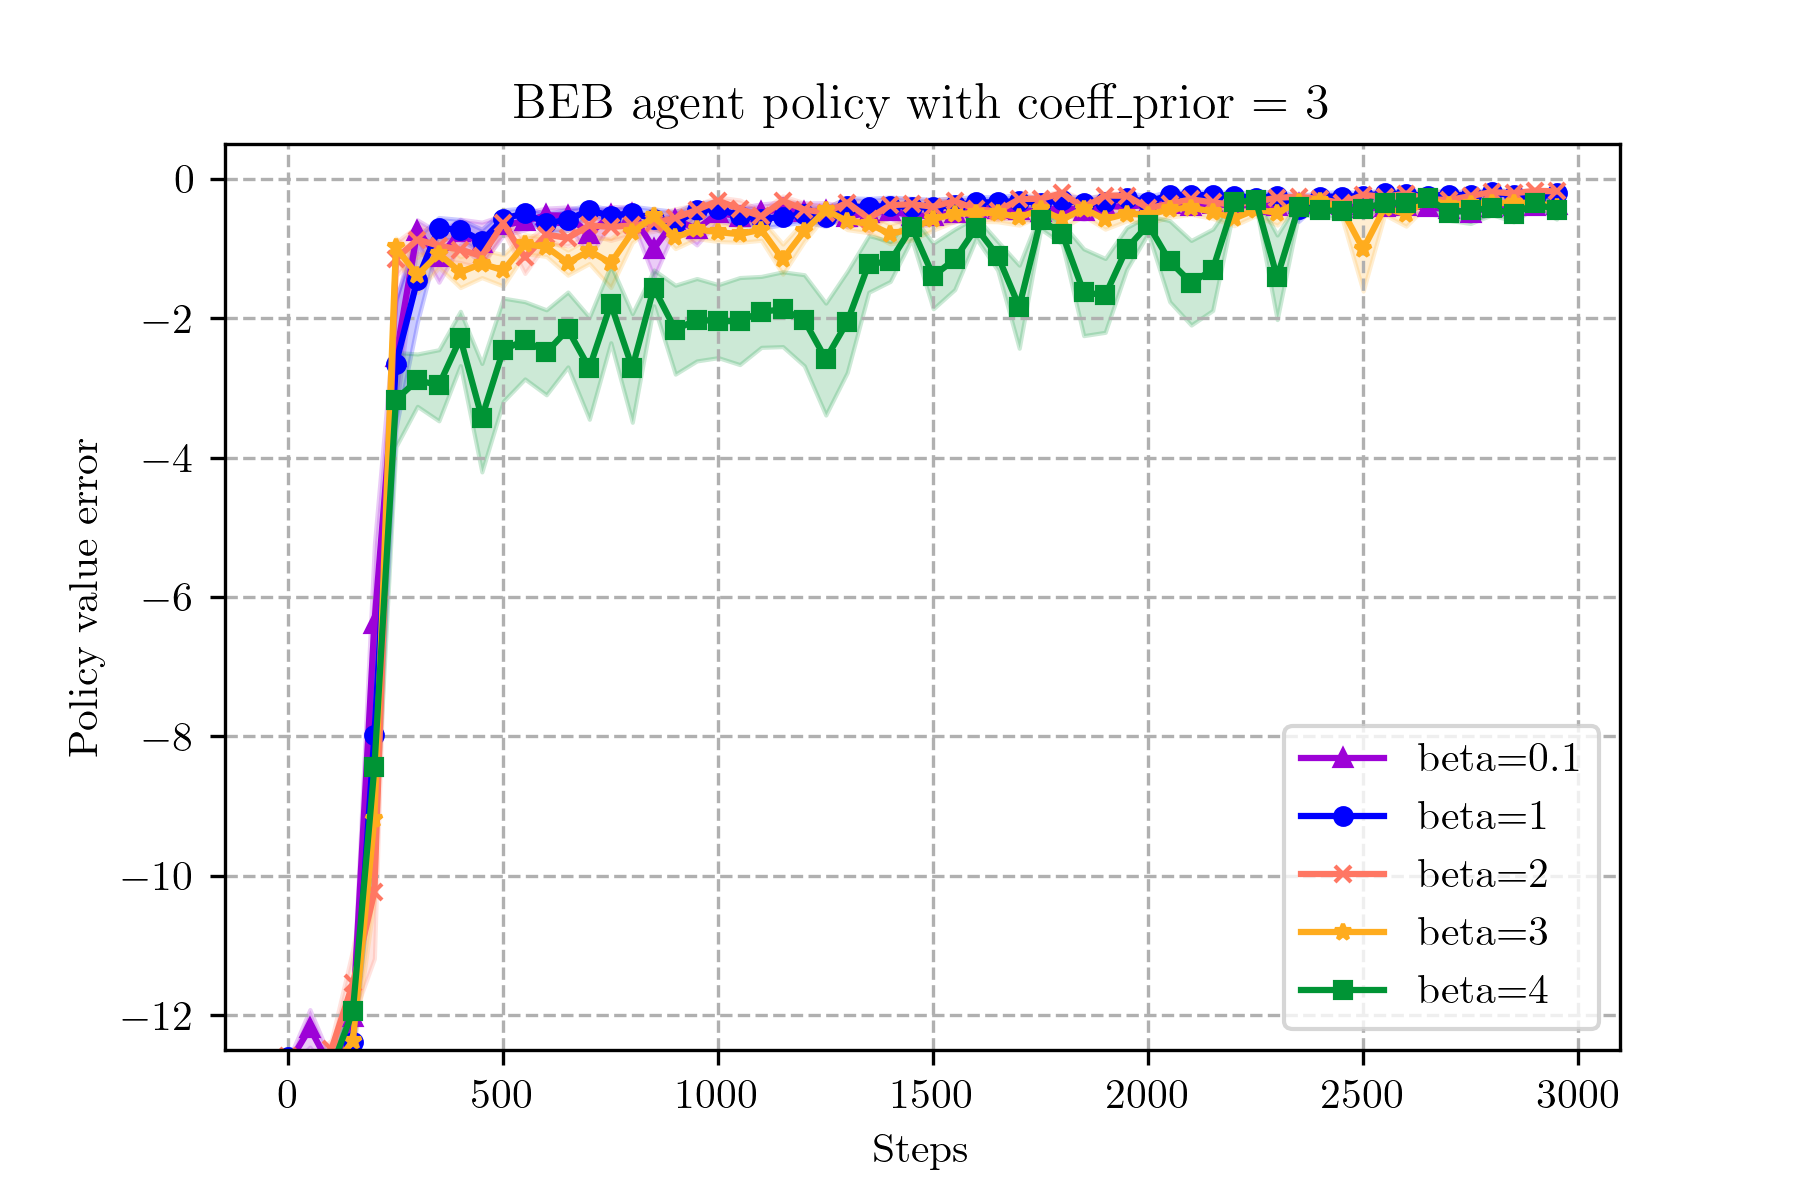 BEB agent policy with coeff_prior = 3
0
−2
−4
−6
−8
−10
−12
Policy value error
beta=0.1
beta=1
beta=2
beta=3
beta=4
0 500 1000 1500 2000 2500 3000
Steps